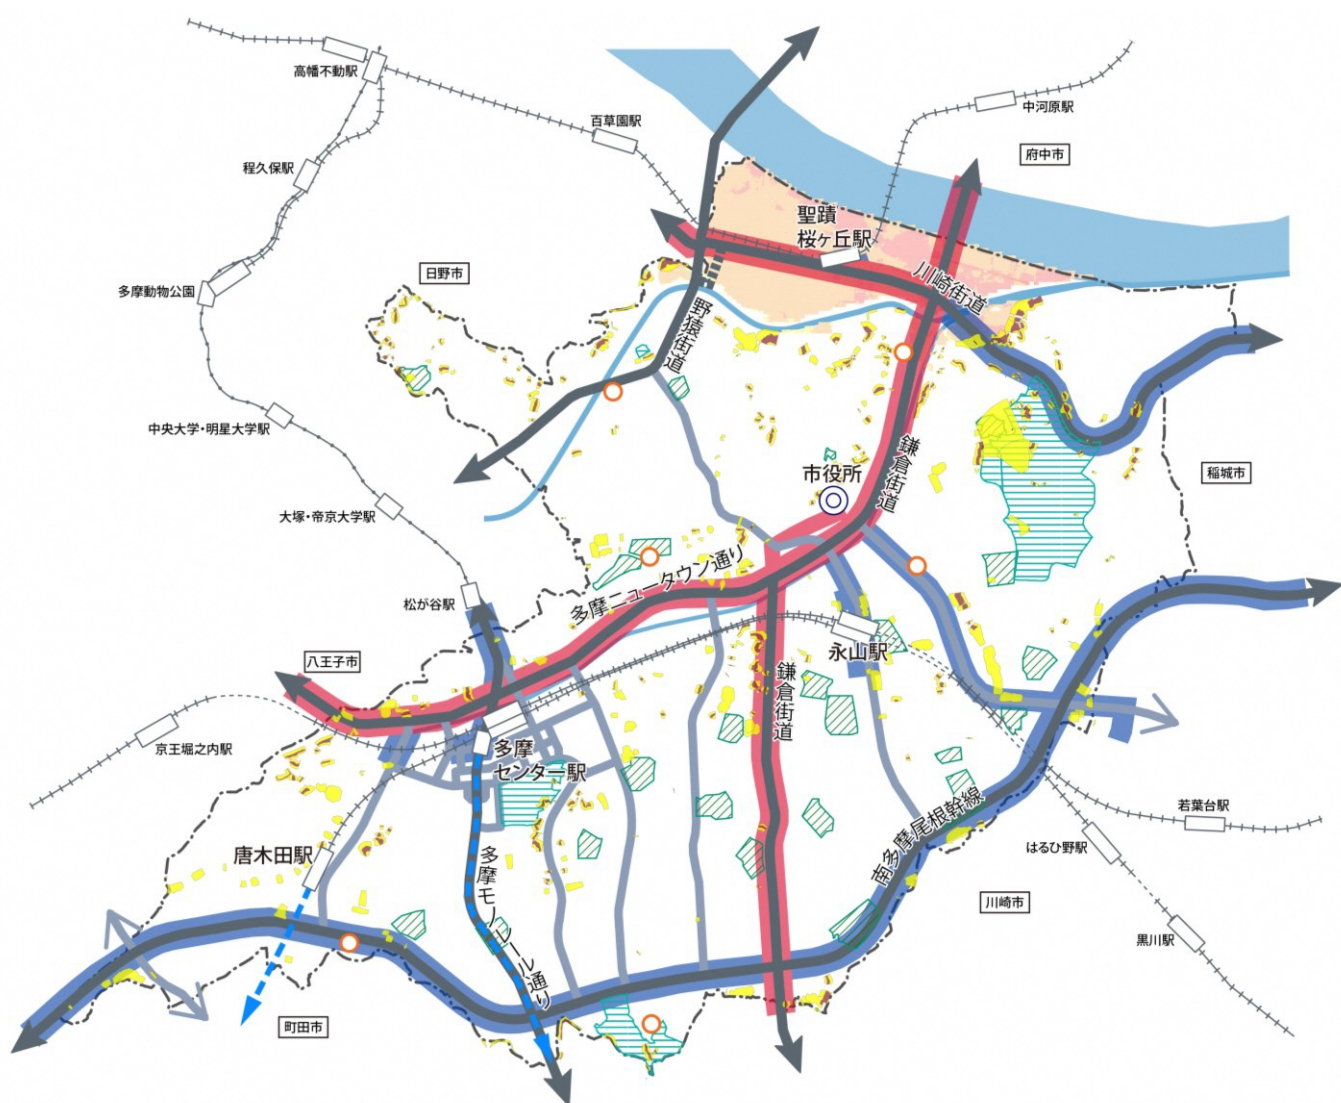 高幡不動駅
中河原駅
百草園駅
府中市
程久保駅
聖蹟
桜ヶ丘駅
日野市
川崎街道
多摩動物公園
野猿街道
中央大学・明星大学駅
鎌倉街道
市役所
稲城市
大塚・帝京大学駅
多摩ニュータウン通り
松が谷駅
永山駅
八王子市
鎌倉街道
京王堀之内駅
多摩
センター駅
若葉台駅
南多摩尾根幹線
はるひ野駅
唐木田駅
多摩モノレール通り
川崎市
黒川駅
町田市